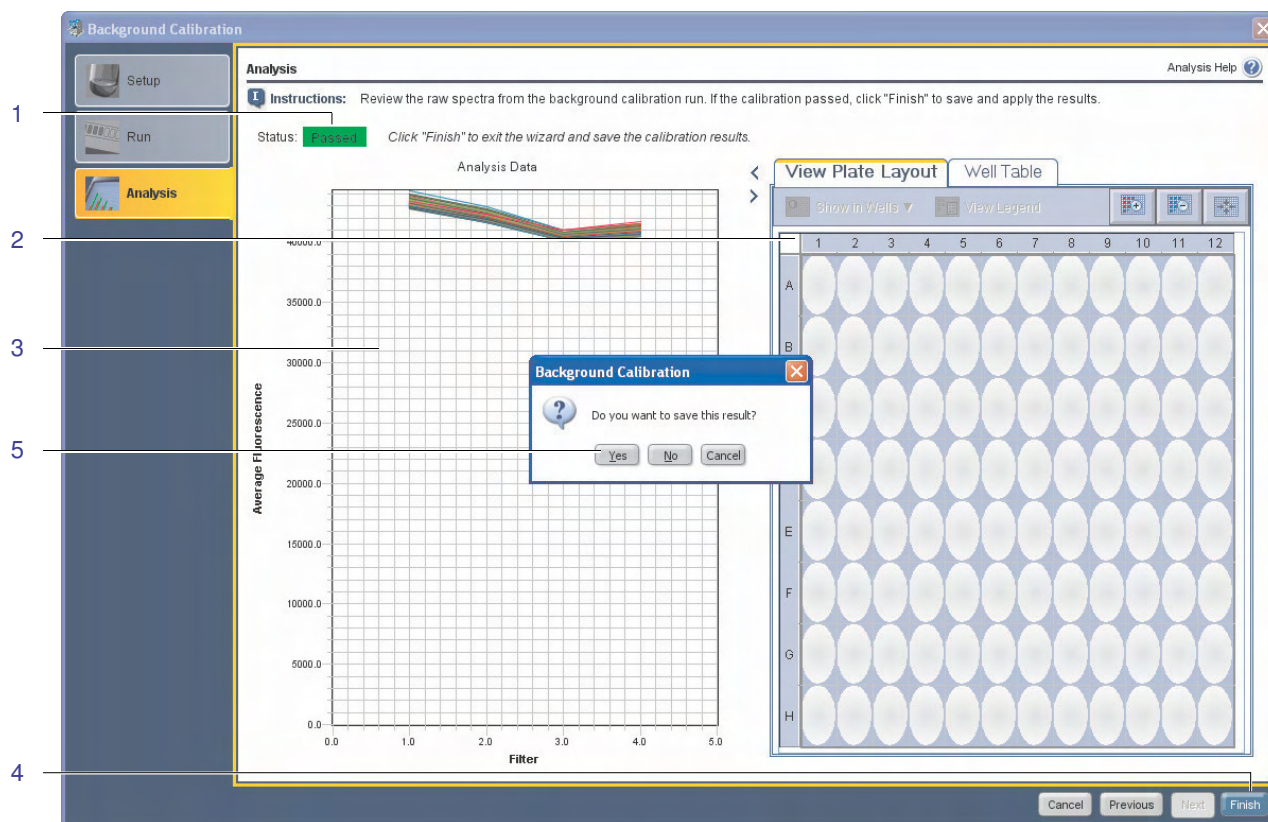 Background Calibration
Setup
Run
Analysis
Analysis
Analysis Help ?
I Instructions: Review the raw spectra from the background calibration run. If the calibration passed, click "Finish" to save and apply the results.
1
Status: Passed Click "Finish" to exit the wizard and save the calibration results.
Analysis Data
40000.0
35000.0
30000.0
25000.0
20000.0
15000.0
10000.0
5000.0
0.0
Average Fluorescence
0.0 1.0 2.0 3.0 4.0 5.0
Filter
< >
View Plate Layout Well Table
Show in Wells ▼ View Legend
2
1 2 3 4 5 6 7 8 9 10 11 12
A
B
E
F
G
H
3
Background Calibration
? Do you want to save this result?
5
Yes No Cancel
4
Cancel Previous Next Finish